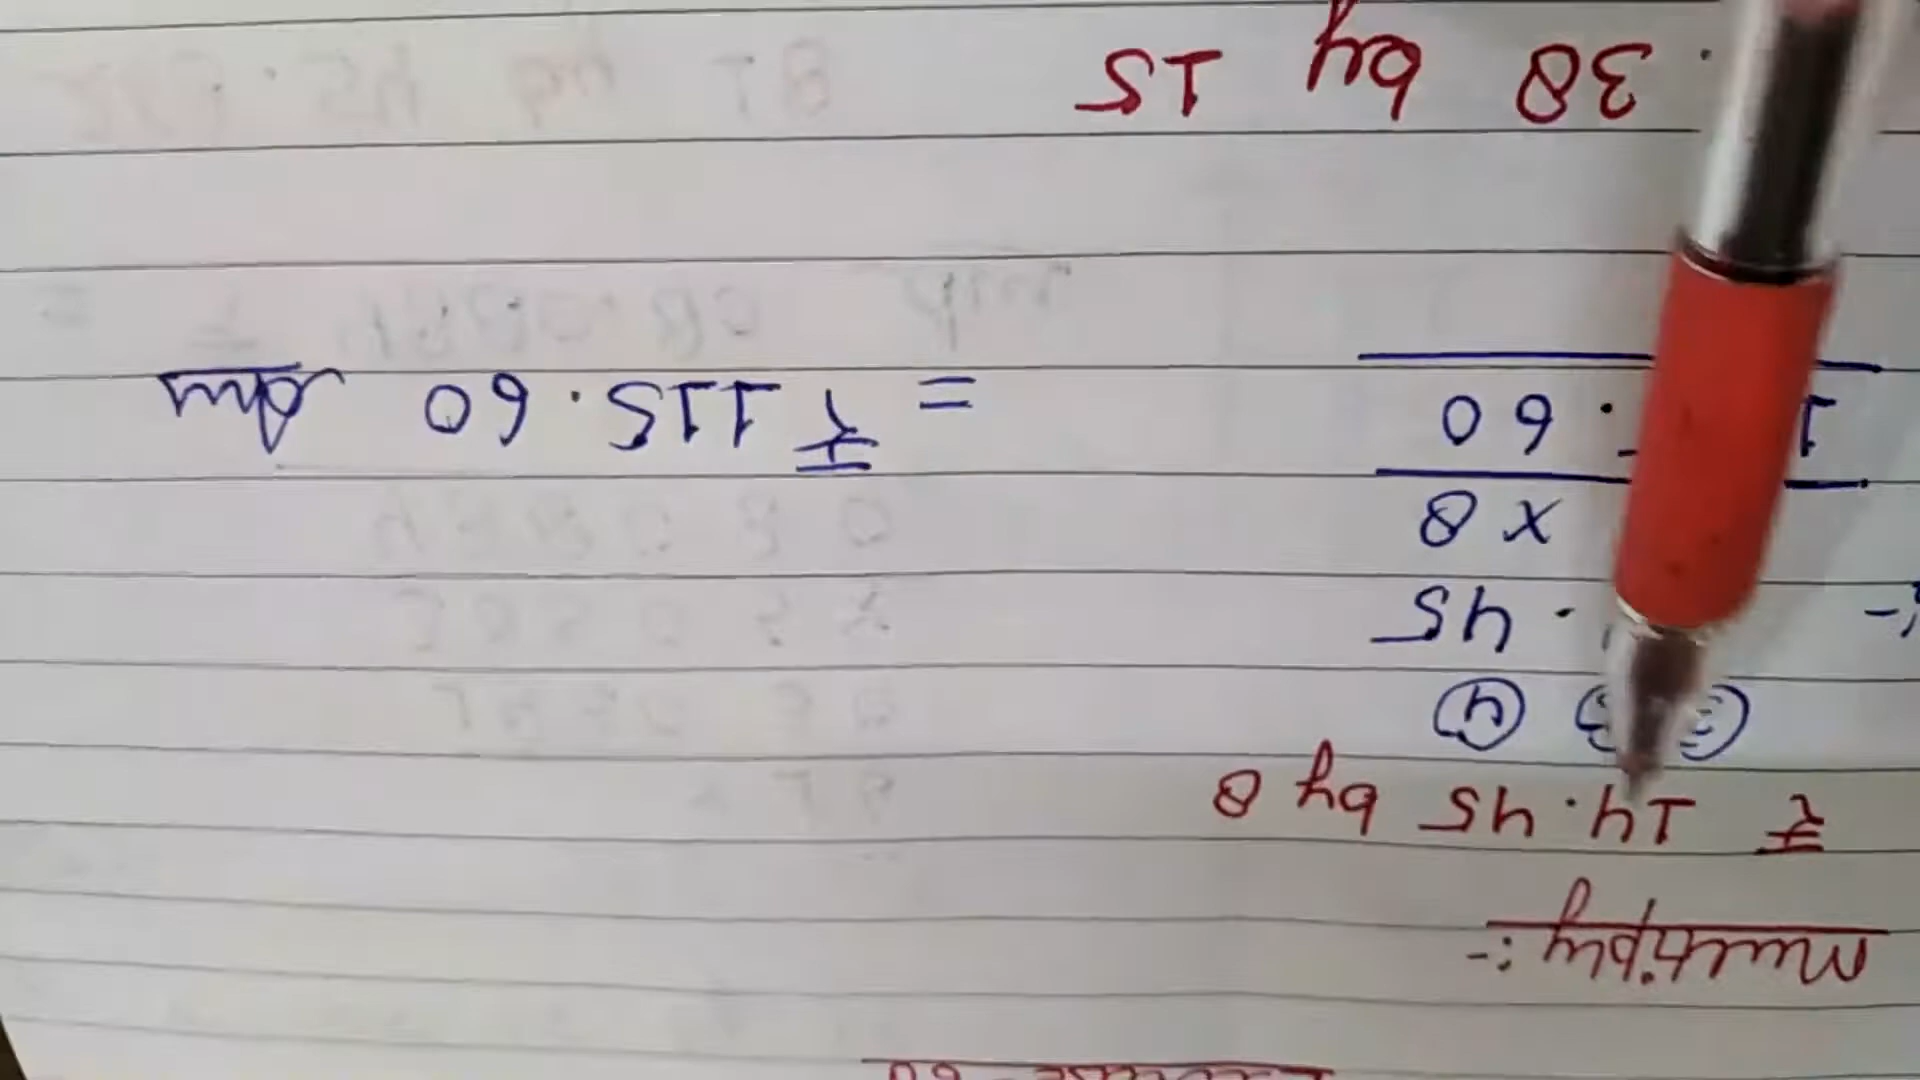 Multiply :-
₹ 14.45 by 8
4
. 45
x 8
. 60
= ₹ 115.60 Ans
. 38 by 15